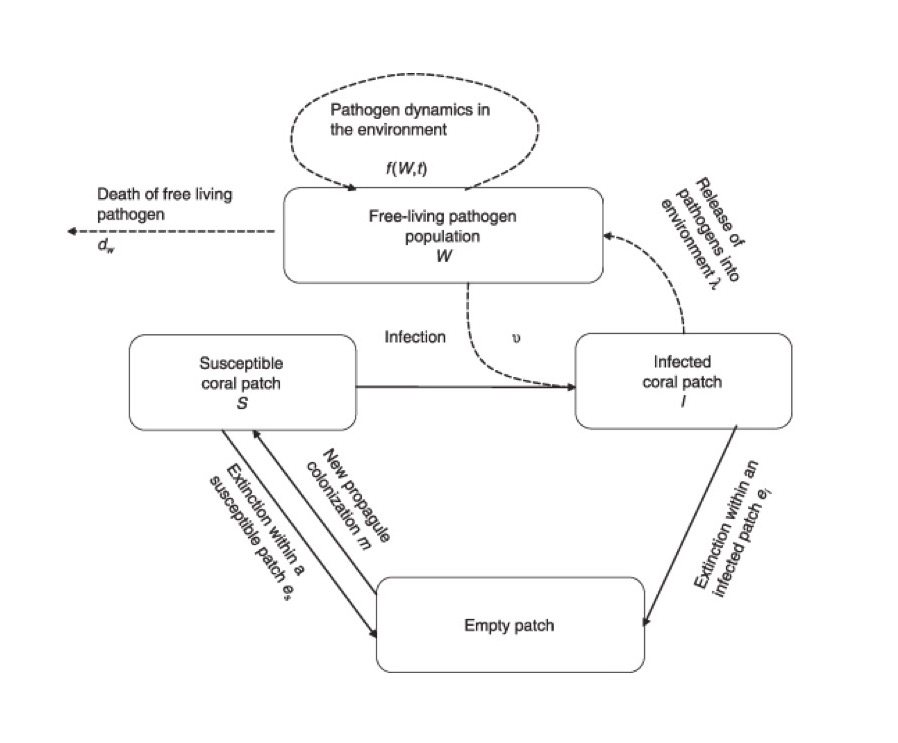 Pathogen dynamics in
the environment
f(W,t)
Death of free living
pathogen
d_w
Free-living pathogen
population
W
Release of
pathogens into
environment λ
Infection
υ
Susceptible
coral patch
S
Infected
coral patch
I
New propagule
colonization m
Extinction within a
susceptible patch e_s
Extinction within an
infected patch e_i
Empty patch